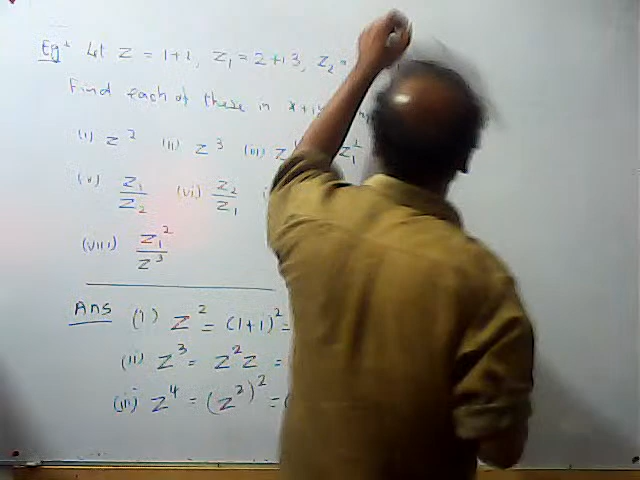 Eg: Let Z = 1+i, Z₁ = 2+i3, Z₂ =
Find each of these in x+i
(i) Z² (ii) Z³ (iii) Z Z₁²
(v) Z₁/Z₂ (vi) Z₂/Z₁
(viii) Z₁²/Z³
Ans (i) Z² = (1+i)² =
(ii) Z³ = Z²Z =
(iii) Z⁴ = (Z²)² = (